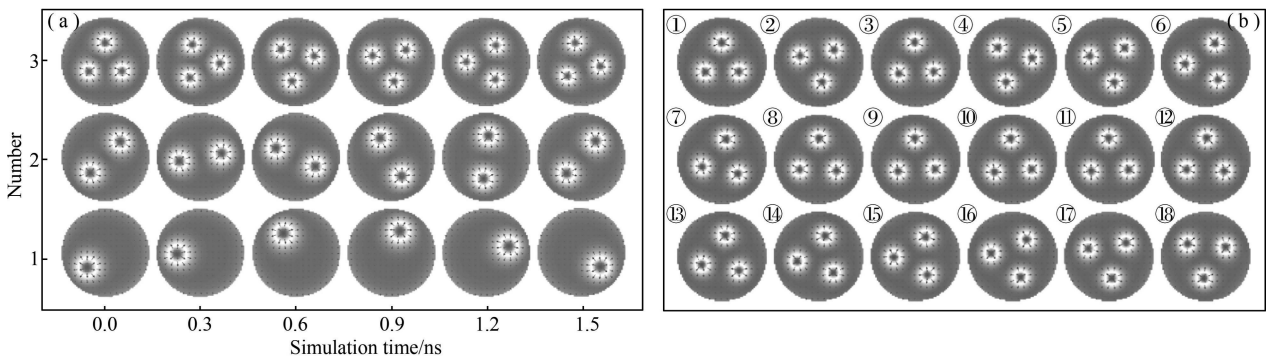 ( a )
3
2
1
Number
0.0 0.3 0.6 0.9 1.2 1.5
Simulation time/ns
( b )
① ② ③ ④ ⑤ ⑥
⑦ ⑧ ⑨ ⑩ ⑪ ⑫
⑬ ⑭ ⑮ ⑯ ⑰ ⑱